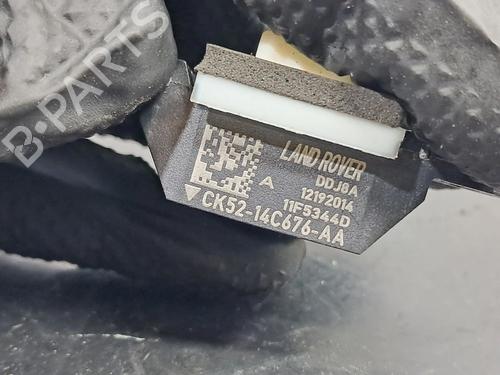 B-PARTS
LAND ROVER
DDJ8A
A 12192014
11F5344D
CK52-14C676-AA